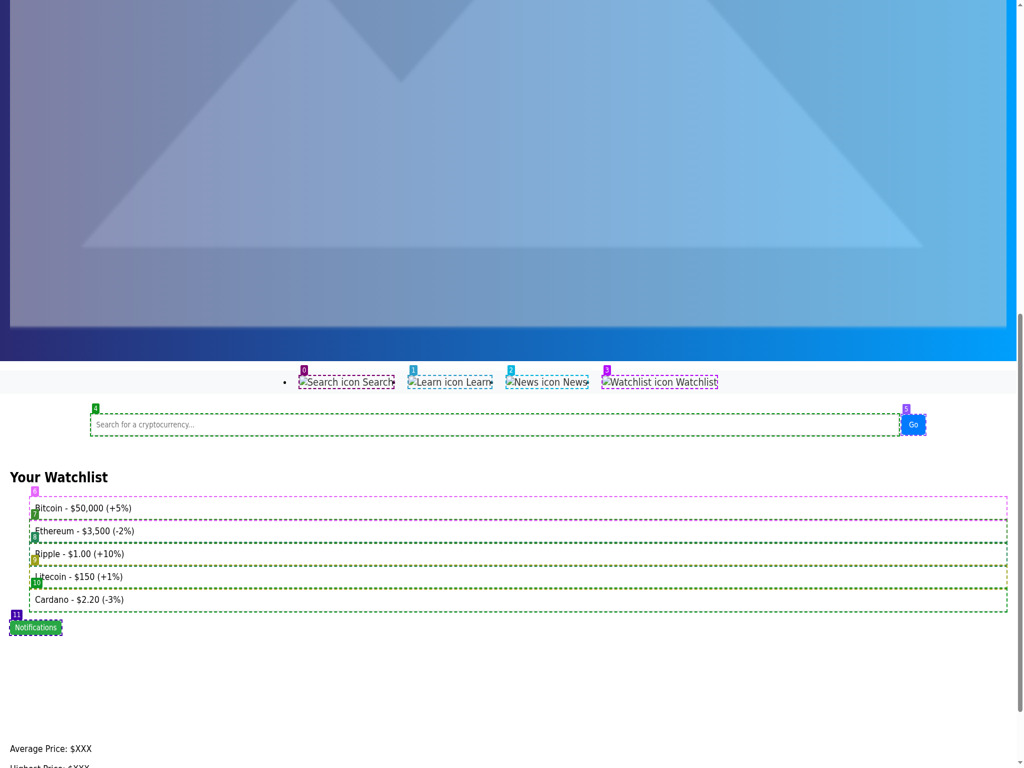 0 1 2 3
Search icon Search Learn icon Learn News icon News Watchlist icon Watchlist
4 5
Search for a cryptocurrency... Go
Your Watchlist
6
Bitcoin - $50,000 (+5%)
7
Ethereum - $3,500 (-2%)
8
Ripple - $1.00 (+10%)
9
Litecoin - $150 (+1%)
10
Cardano - $2.20 (-3%)
11
Notifications
Average Price: $XXX
Highest Price: $XXX